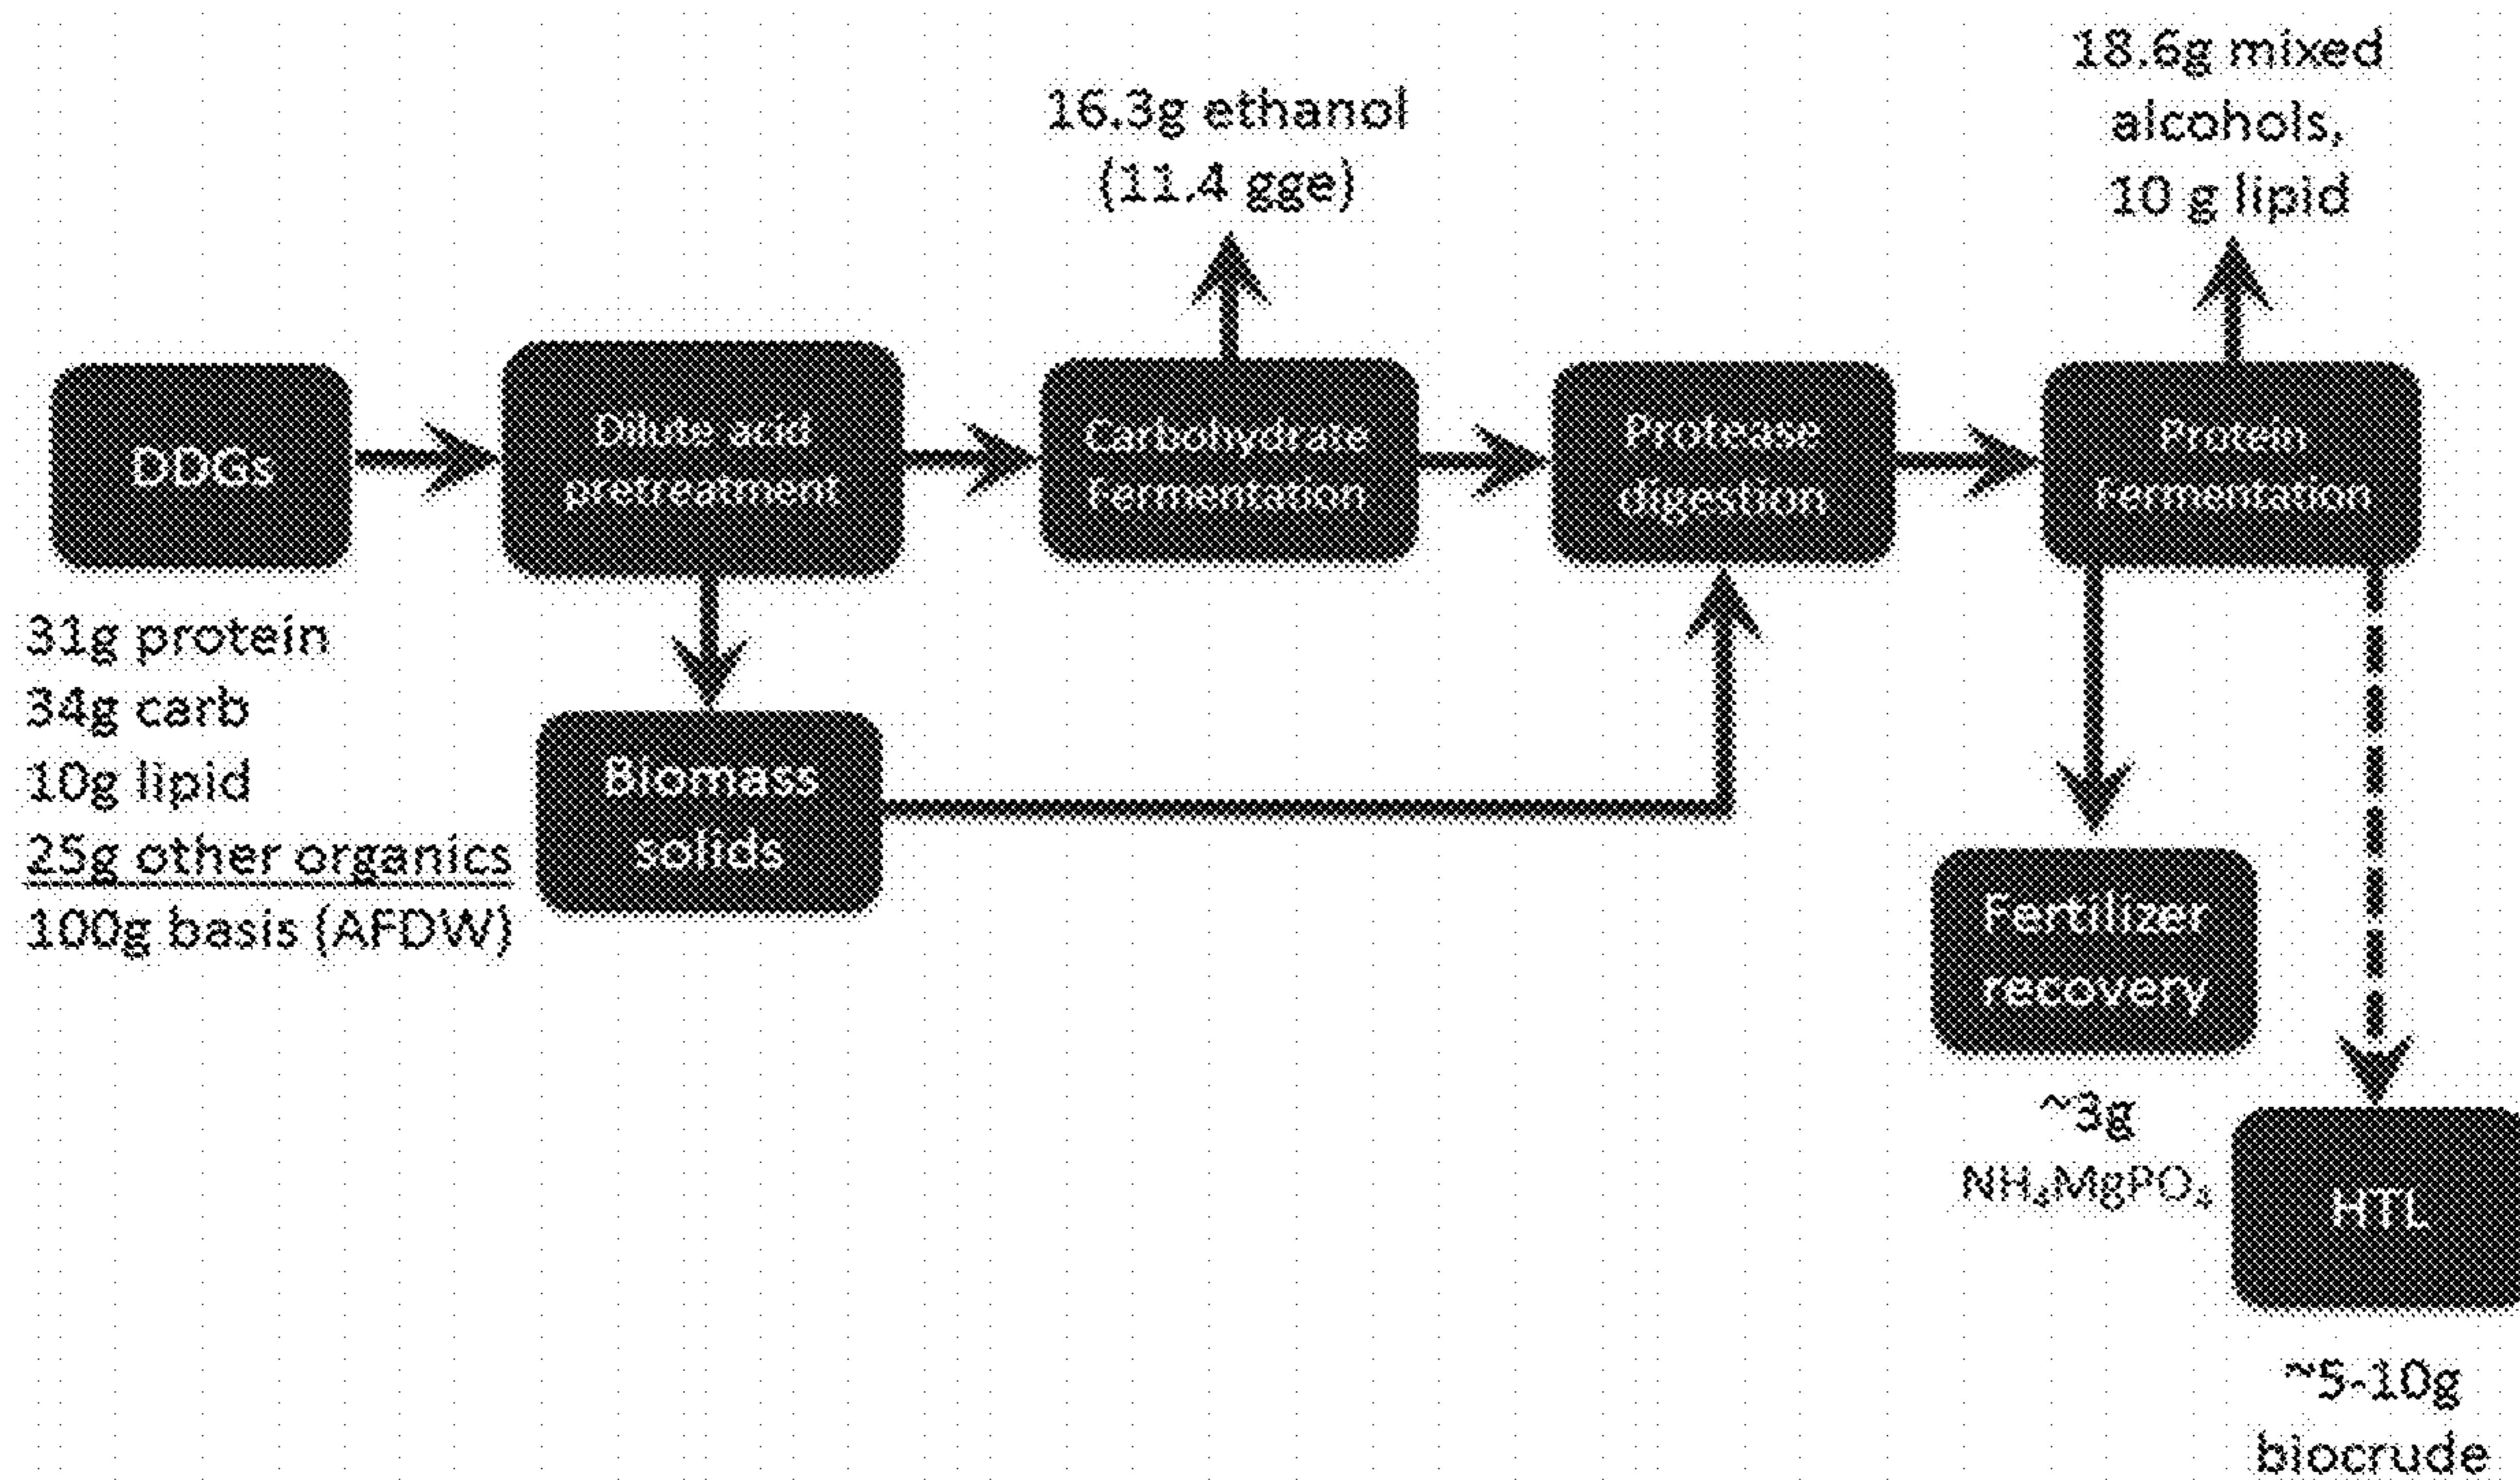 18.6g mixed
alcohols,
10 g lipid
16.3g ethanol
(11.4 gge)
DDGs
Dilute acid
pretreatment
Carbohydrate
Fermentation
Protease
digestion
Protein
Fermentation
31g protein
34g carb
10g lipid
25g other organics
100g basis (AFDW)
Biomass
solids
Fertilizer
recovery
~3g
NH₄MgPO₄
HTL
~5-10g
biocrude